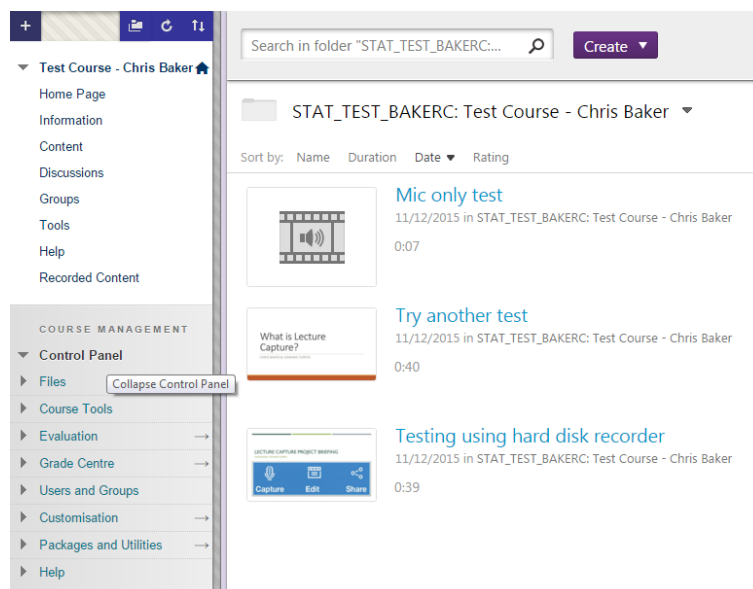 +
Test Course - Chris Baker
Home Page
Information
Content
Discussions
Groups
Tools
Help
Recorded Content
COURSE MANAGEMENT
Control Panel
Files
Collapse Control Panel
Course Tools
Evaluation
Grade Centre
Users and Groups
Customisation
Packages and Utilities
Help
Search in folder "STAT_TEST_BAKERC:...
Create
STAT_TEST_BAKERC: Test Course - Chris Baker
Sort by: Name Duration Date Rating
Mic only test
11/12/2015 in STAT_TEST_BAKERC: Test Course - Chris Baker
0:07
What is Lecture
Capture?
Try another test
11/12/2015 in STAT_TEST_BAKERC: Test Course - Chris Baker
0:40
LECTURE CAPTURE PROJECT BRIEFING
Capture Edit Share
Testing using hard disk recorder
11/12/2015 in STAT_TEST_BAKERC: Test Course - Chris Baker
0:39